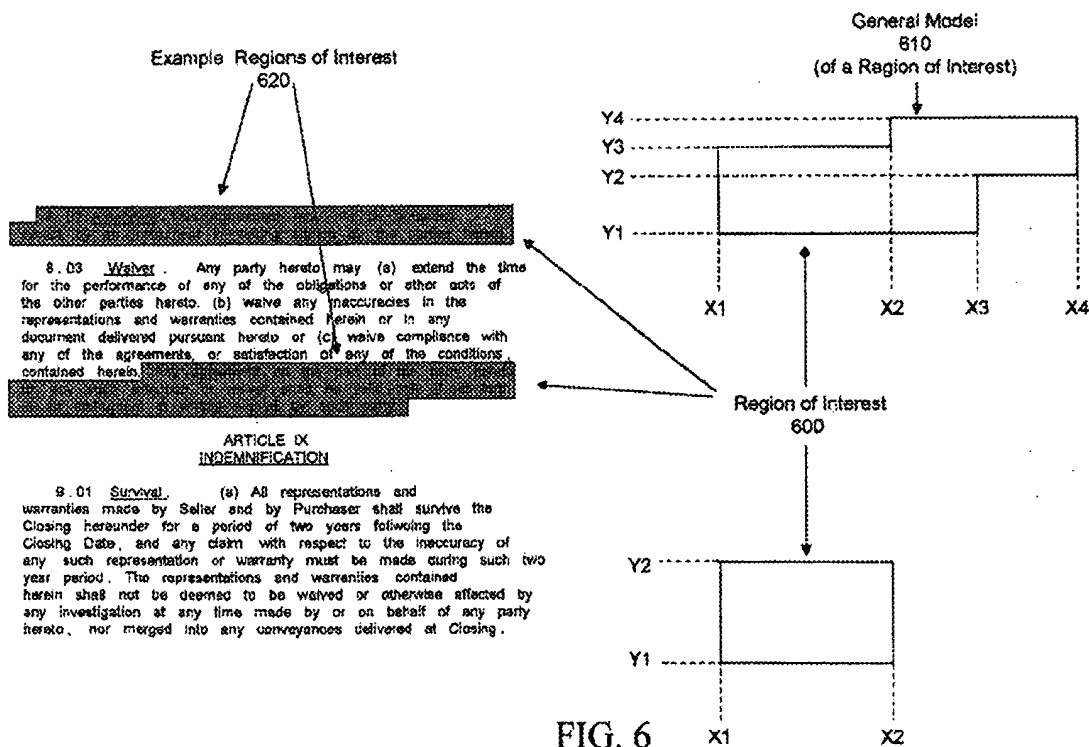 Example Regions of Interest
620
8.03 Waiver. Any party hereto may (a) extend the time
for the performance of any of the obligations or other acts of
the other parties hereto. (b) waive any inaccuracies in the
representations and warranties contained herein or in any
document delivered pursuant hereto or (c) waive compliance with
any of the agreements, or satisfaction of any of the conditions,
contained herein.
ARTICLE IX
INDEMNIFICATION
9.01 Survival. (a) All representations and
warranties made by Seller and by Purchaser shall survive the
Closing hereunder for a period of two years follwoing the
Closing Date, and any claim with respect to the inaccuracy of
any such representation or warranty must be made during such two
year period. The representations and warranties contained
herein shall not be deemed to be waived or otherwise affected by
any investigation at any time made by or on behalf of any party
hereto, nor merged into any conveyances delivered at Closing.
General Model
610
(of a Region of Interest)
Y4
Y3
Y2
Y1
X1 X2 X3 X4
Region of Interest
600
Y2
Y1
X1 X2
FIG. 6